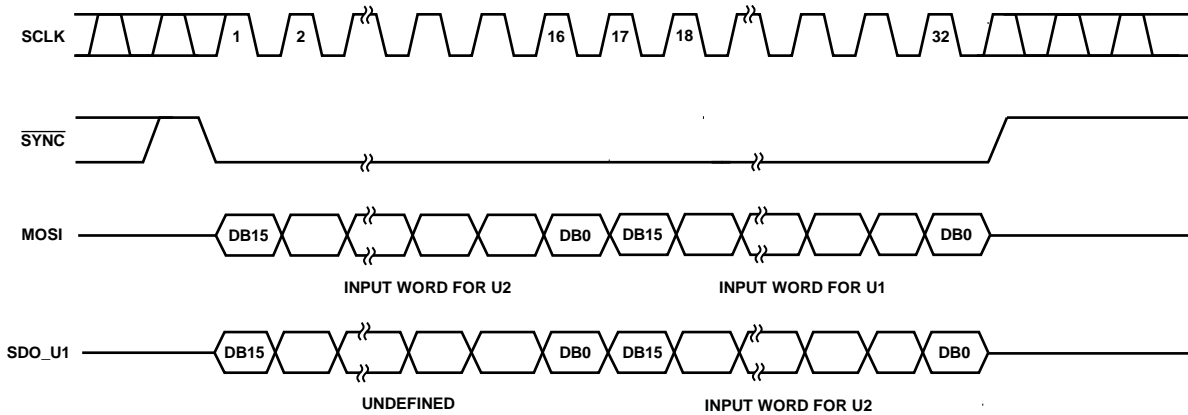 SCLK 1 2 16 17 18 32
SYNC
MOSI DB15 DB0 DB15 DB0
INPUT WORD FOR U2 INPUT WORD FOR U1
SDO_U1 DB15 DB0 DB15 DB0
UNDEFINED INPUT WORD FOR U2